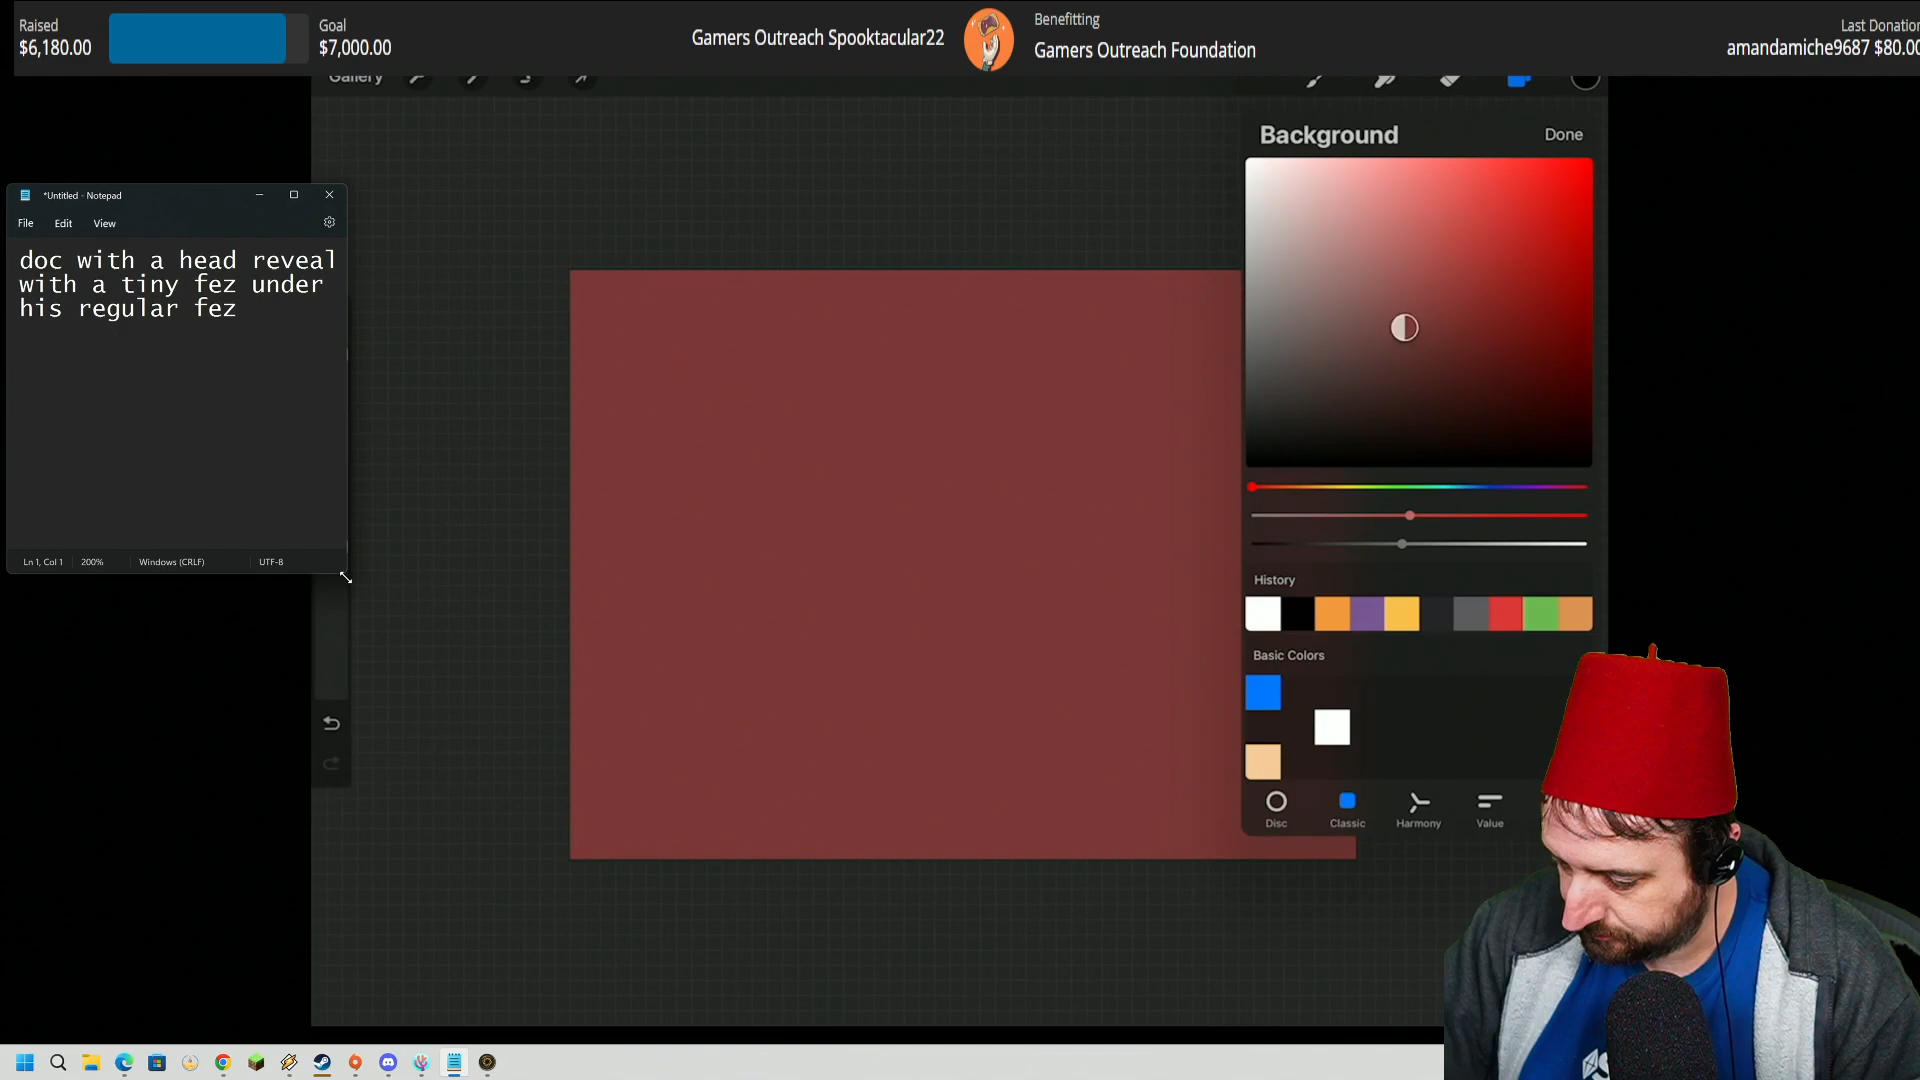 Raised
$6,180.00
Goal
$7,000.00
Gamers Outreach Spooktacular22
Benefitting
Gamers Outreach Foundation
Last Donation
amandamiche9687 $80.00
Gallery
Background
Done
*Untitled - Notepad
File Edit View
doc with a head reveal
with a tiny fez under
his regular fez
Ln 1, Col 1 200% Windows (CRLF) UTF-8
History
Basic Colors
Disc Classic Harmony Value